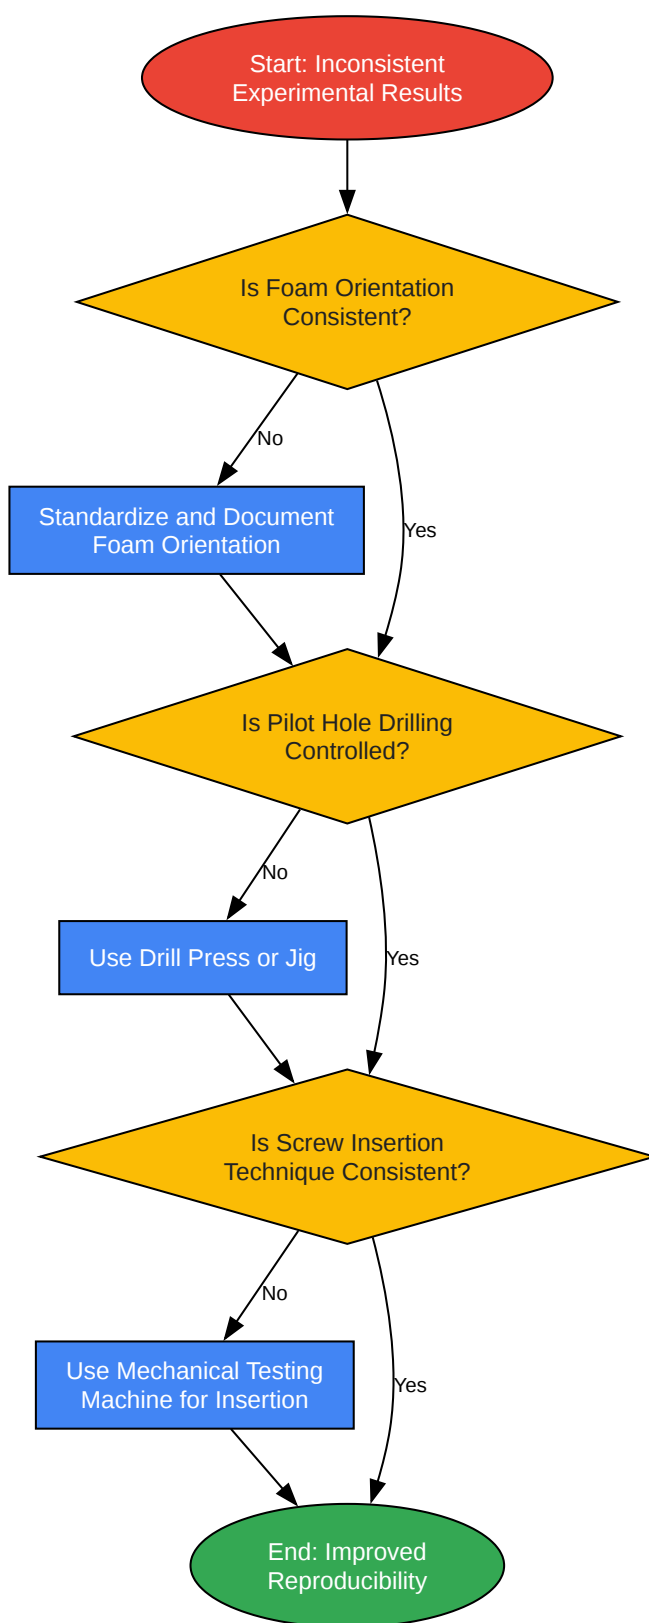 Start: Inconsistent
Experimental Results
Is Foam Orientation
Consistent?
No
Standardize and Document
Foam Orientation
Yes
Is Pilot Hole Drilling
Controlled?
No
Use Drill Press or Jig
Yes
Is Screw Insertion
Technique Consistent?
No
Use Mechanical Testing
Machine for Insertion
Yes
End: Improved
Reproducibility